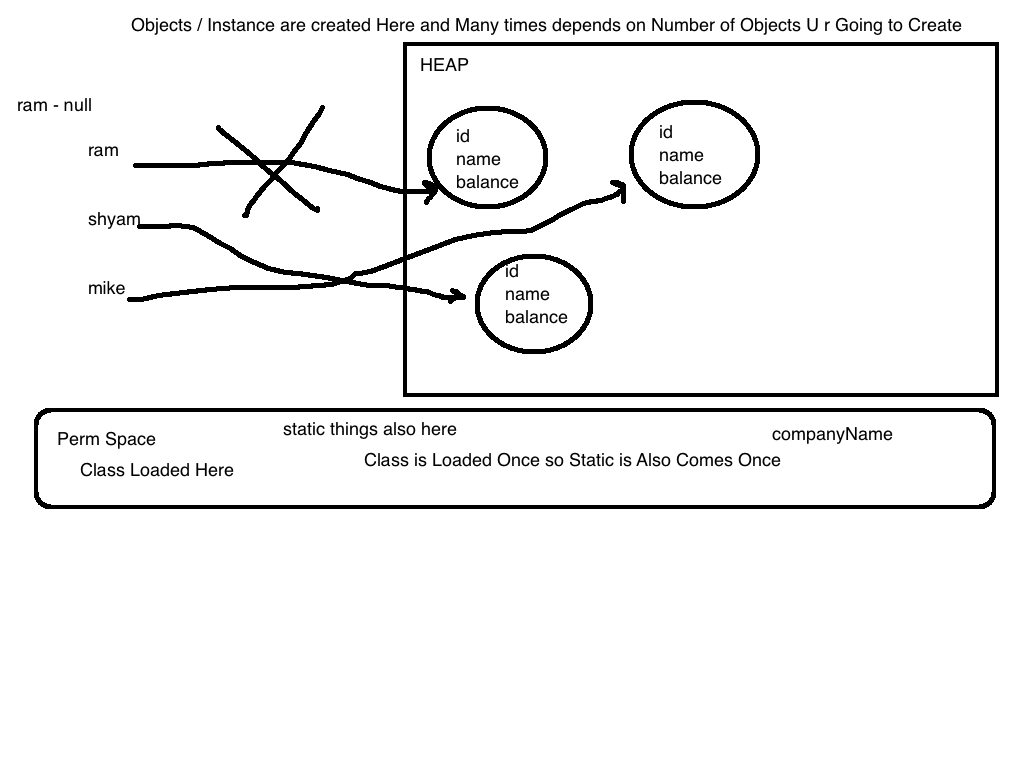 Objects / Instance are created Here and Many times depends on Number of Objects U r Going to Create
HEAP
ram - null
ram
shyam
mike
id
name
balance
id
name
balance
id
name
balance
Perm Space
static things also here
companyName
Class Loaded Here
Class is Loaded Once so Static is Also Comes Once